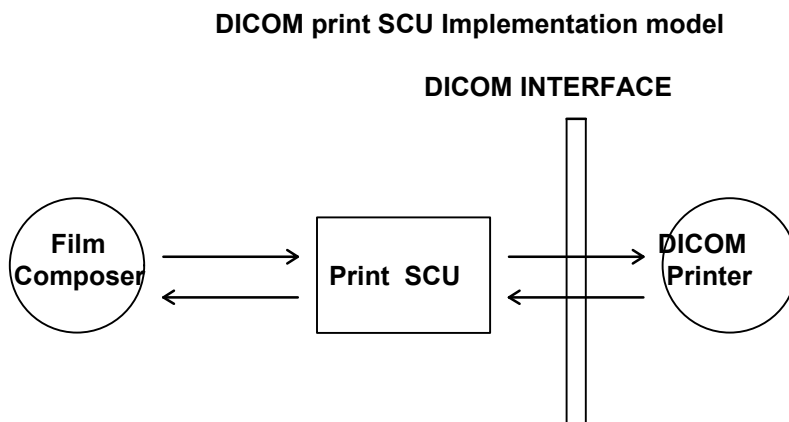 DICOM print SCU Implementation model
DICOM INTERFACE
Film
Composer
Print SCU
DICOM
Printer